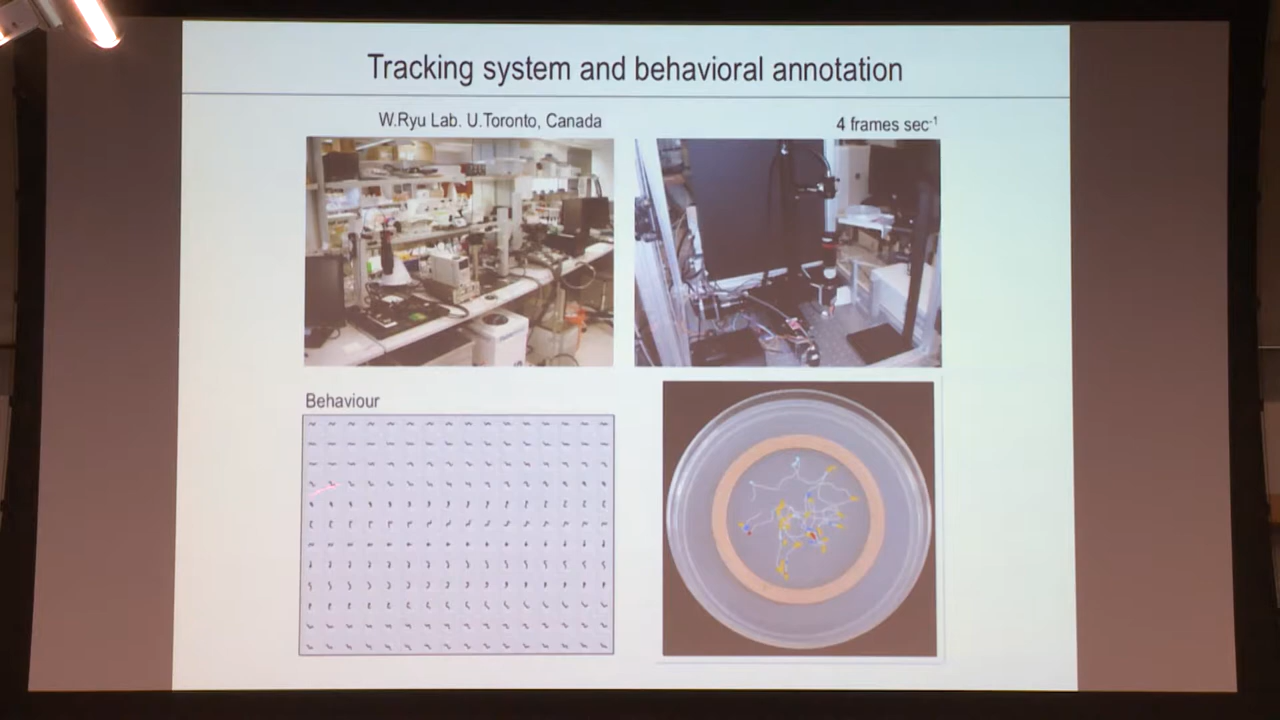 Tracking system and behavioral annotation
W.Ryu Lab. U.Toronto, Canada
4 frames sec⁻¹
Behaviour